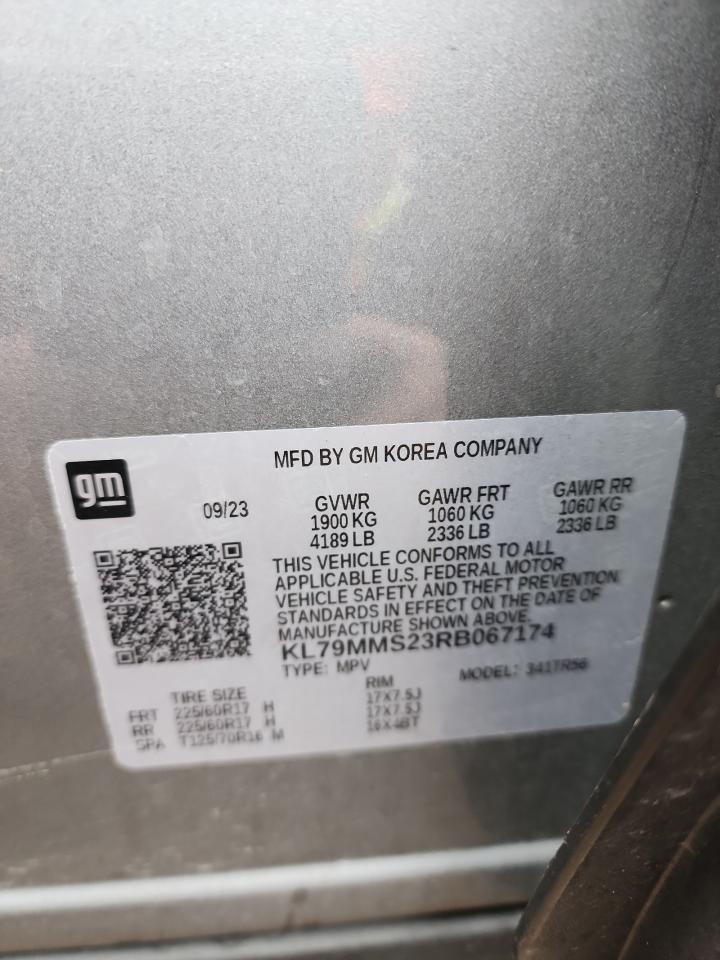 MFD BY GM KOREA COMPANY
gm
09/23
GVWR GAWR FRT GAWR RR
1900 KG 1060 KG 1060 KG
4189 LB 2336 LB 2336 LB
THIS VEHICLE CONFORMS TO ALL
APPLICABLE U.S. FEDERAL MOTOR
VEHICLE SAFETY AND THEFT PREVENTION
STANDARDS IN EFFECT ON THE DATE OF
MANUFACTURE SHOWN ABOVE.
KL79MMS23RB067174
TYPE: MPV MODEL: 341TR56
TIRE SIZE RIM
FRT 225/60R17 H 17X7.5J
RR 225/60R17 H 17X7.5J
SPA T125/70R16 M 16X4BT